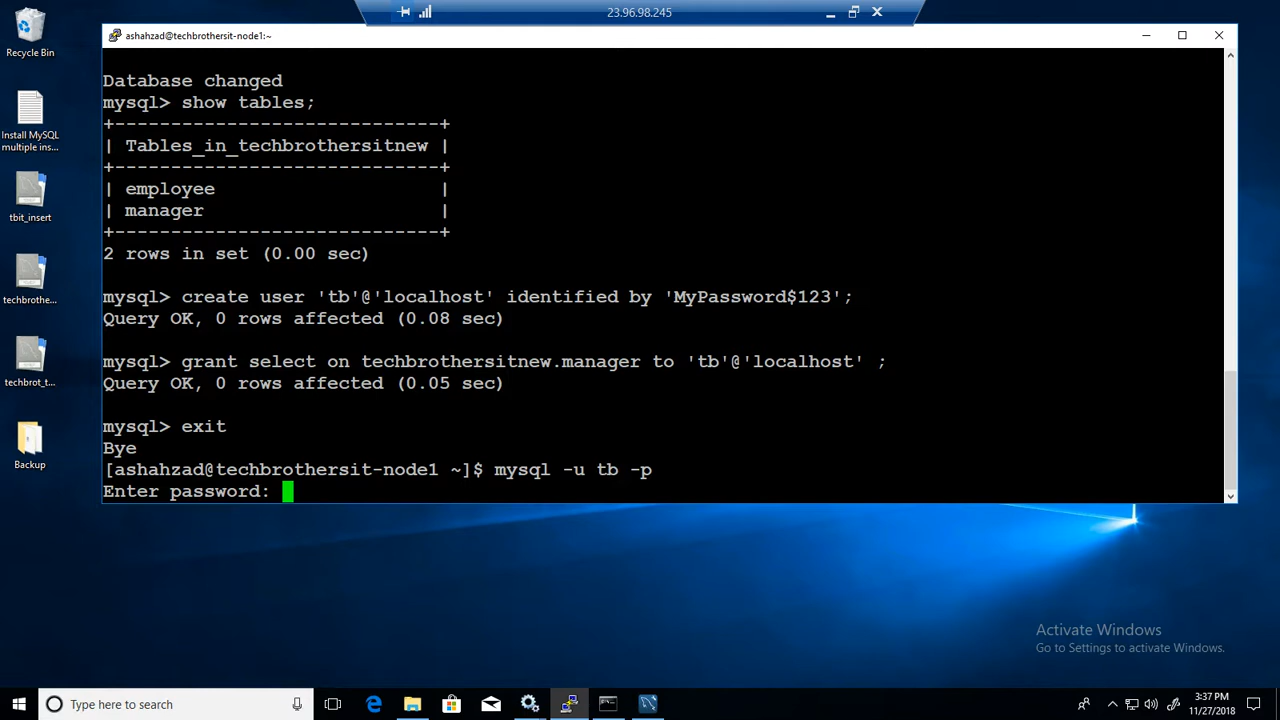 23.96.98.245
Recycle Bin
ashahzad@techbrothersit-node1:~
Database changed
mysql> show tables;
+----------------------------+
| Tables_in_techbrothersitnew |
+----------------------------+
| employee |
| manager |
+----------------------------+
2 rows in set (0.00 sec)
mysql> create user 'tb'@'localhost' identified by 'MyPassword$123';
Query OK, 0 rows affected (0.08 sec)
mysql> grant select on techbrothersitnew.manager to 'tb'@'localhost' ;
Query OK, 0 rows affected (0.05 sec)
mysql> exit
Bye
[ashahzad@techbrothersit-node1 ~]$ mysql -u tb -p
Enter password:
Install MySQL
multiple ins...
tbit_insert
techbrothe...
techbrot_t...
Backup
Activate Windows
Go to Settings to activate Windows.
Type here to search
3:37 PM
11/27/2018